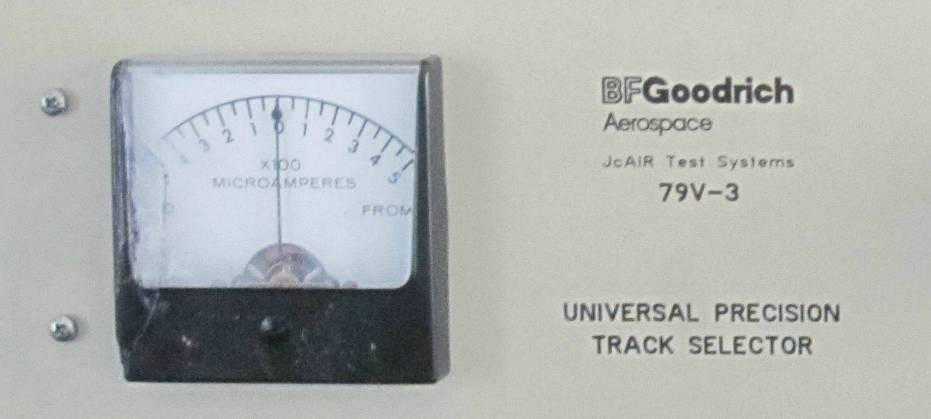 4 3 2 1 0 1 2 3 4 5
X100
MICROAMPERES
FROM
BFGoodrich
Aerospace
JcAIR Test Systems
79V-3
UNIVERSAL PRECISION
TRACK SELECTOR